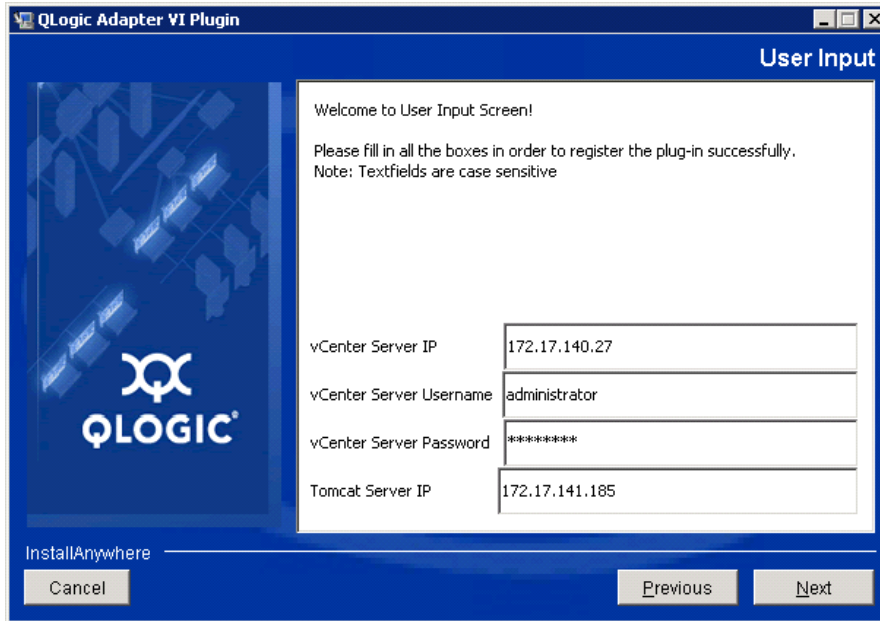 QLogic Adapter VI Plugin
User Input
Welcome to User Input Screen!
Please fill in all the boxes in order to register the plug-in successfully.
Note: Textfields are case sensitive
vCenter Server IP 172.17.140.27
vCenter Server Username administrator
vCenter Server Password ********
Tomcat Server IP 172.17.141.185
QLOGIC®
InstallAnywhere
Cancel Previous Next